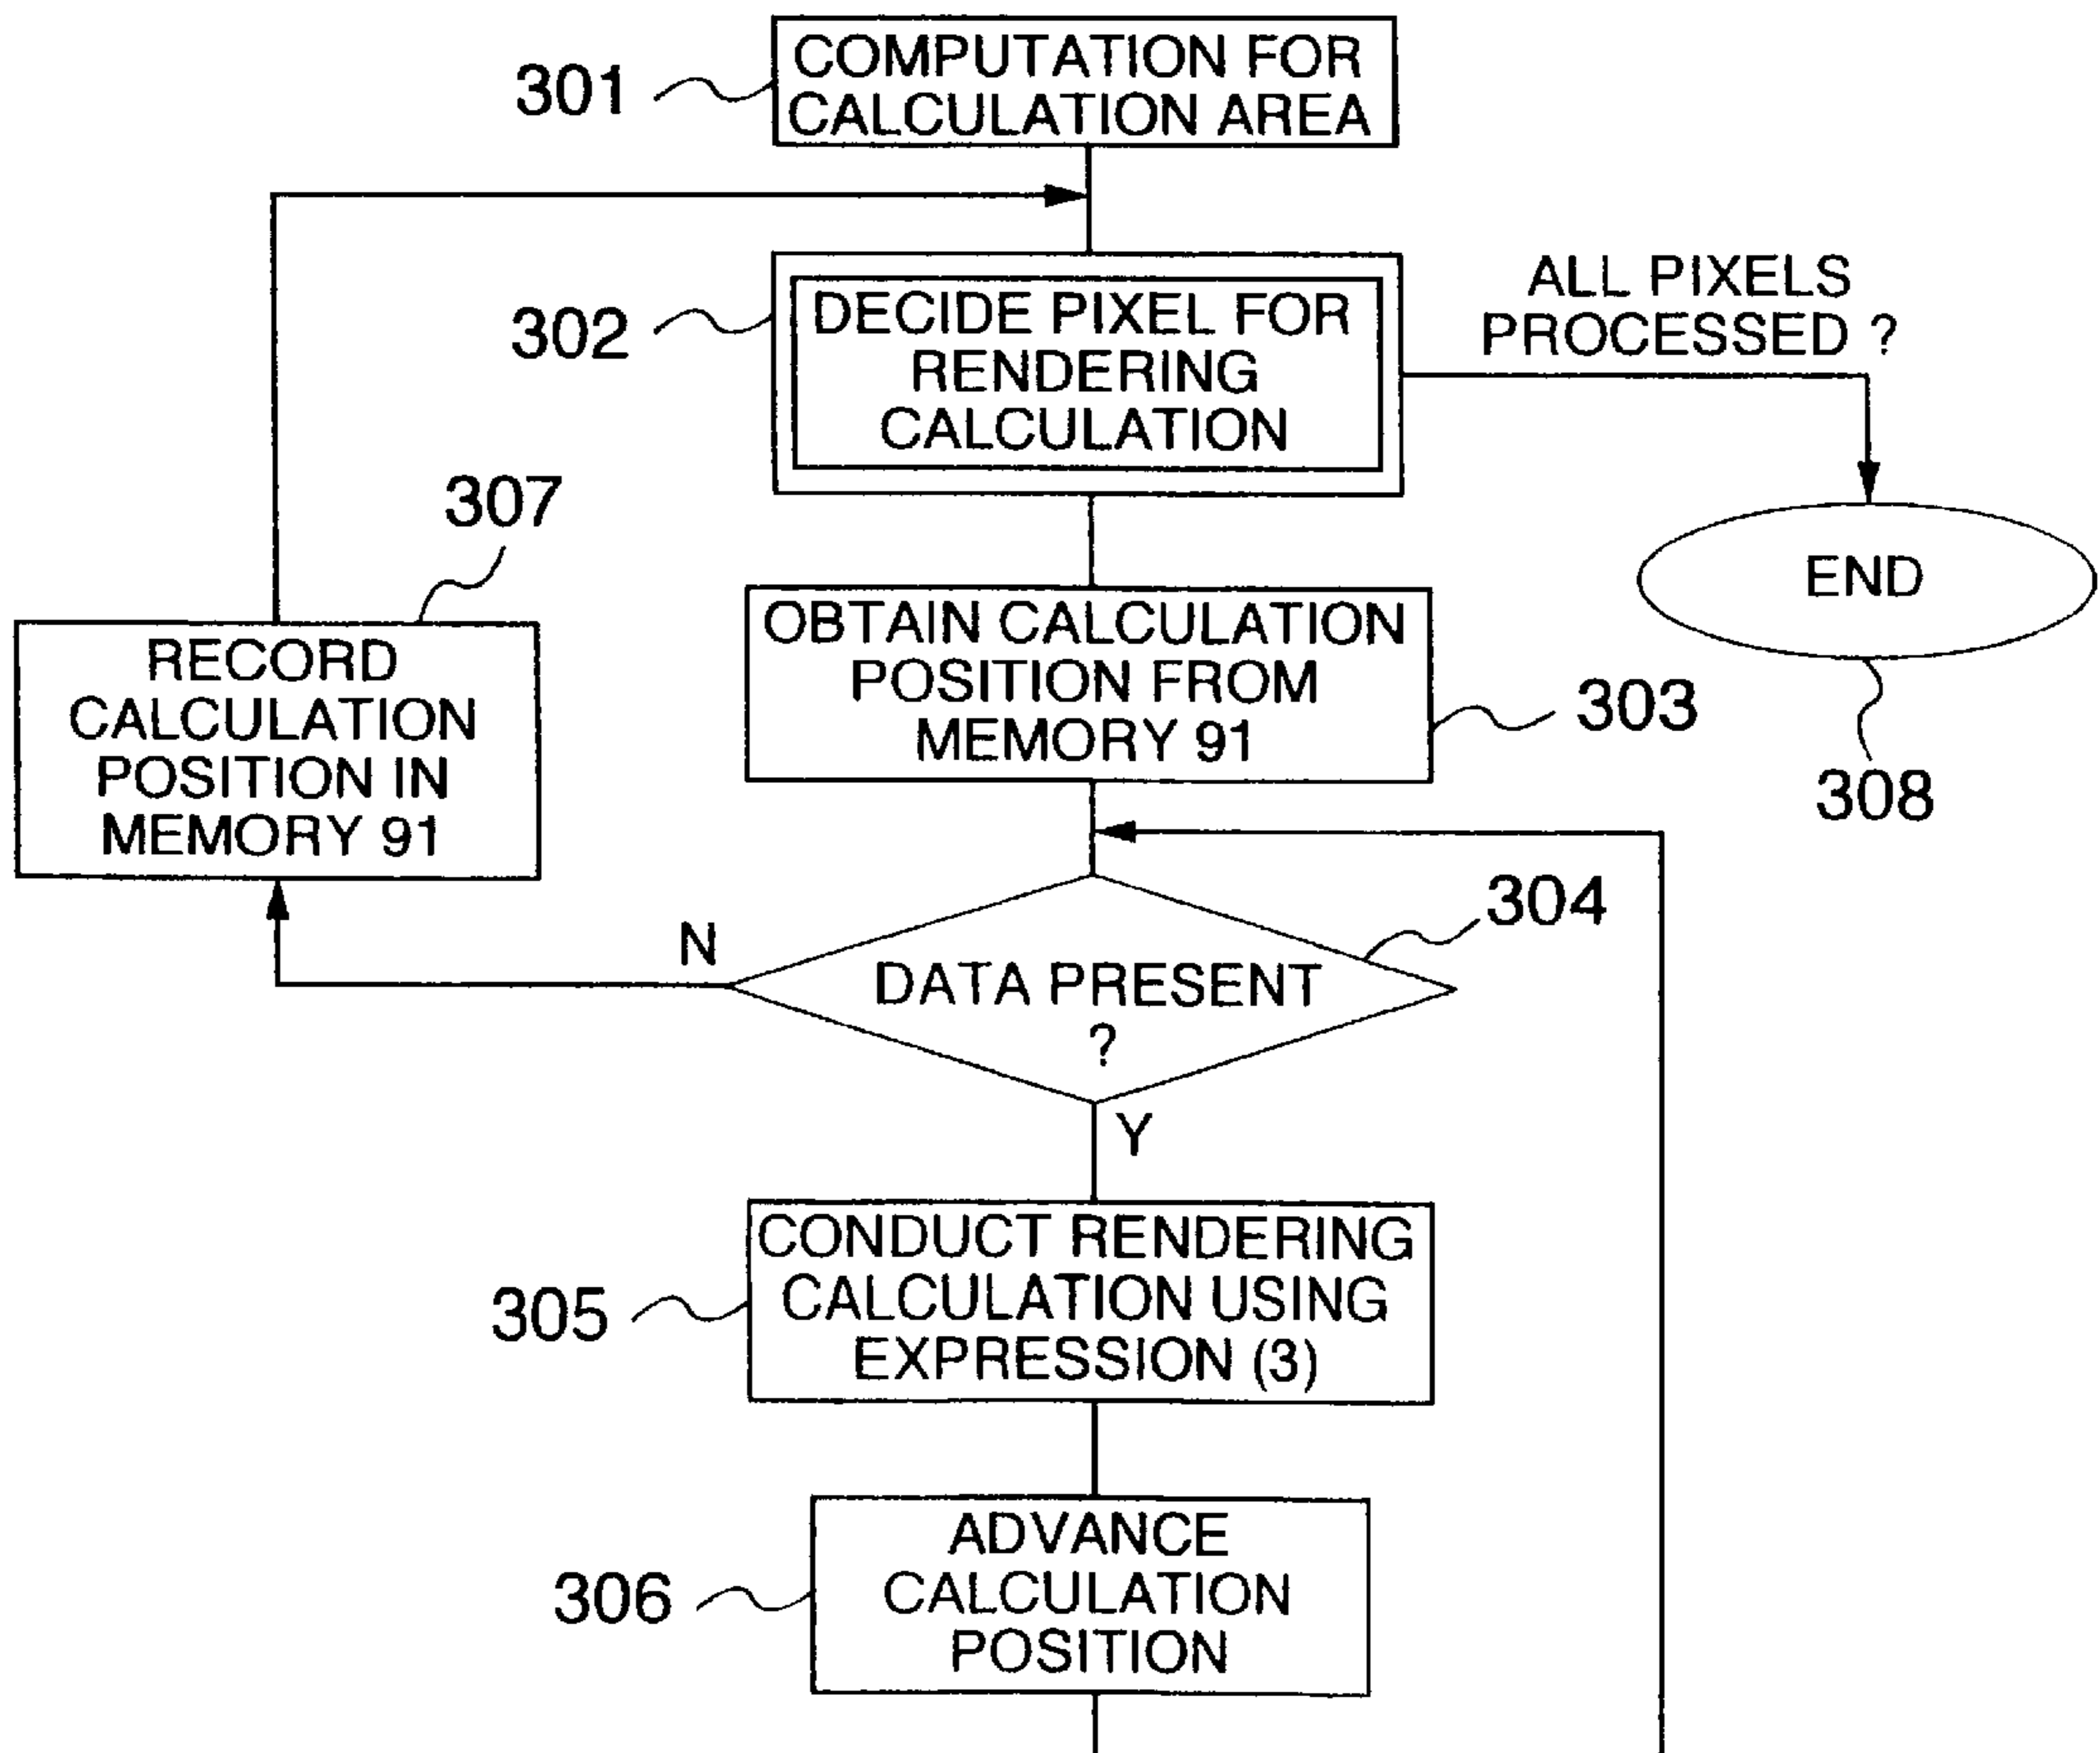 301
COMPUTATION FOR
CALCULATION AREA
302
DECIDE PIXEL FOR
RENDERING
CALCULATION
ALL PIXELS
PROCESSED ?
END
308
307
RECORD
CALCULATION
POSITION IN
MEMORY 91
OBTAIN CALCULATION
POSITION FROM
MEMORY 91
303
304
N
DATA PRESENT
?
Y
305
CONDUCT RENDERING
CALCULATION USING
EXPRESSION (3)
306
ADVANCE
CALCULATION
POSITION